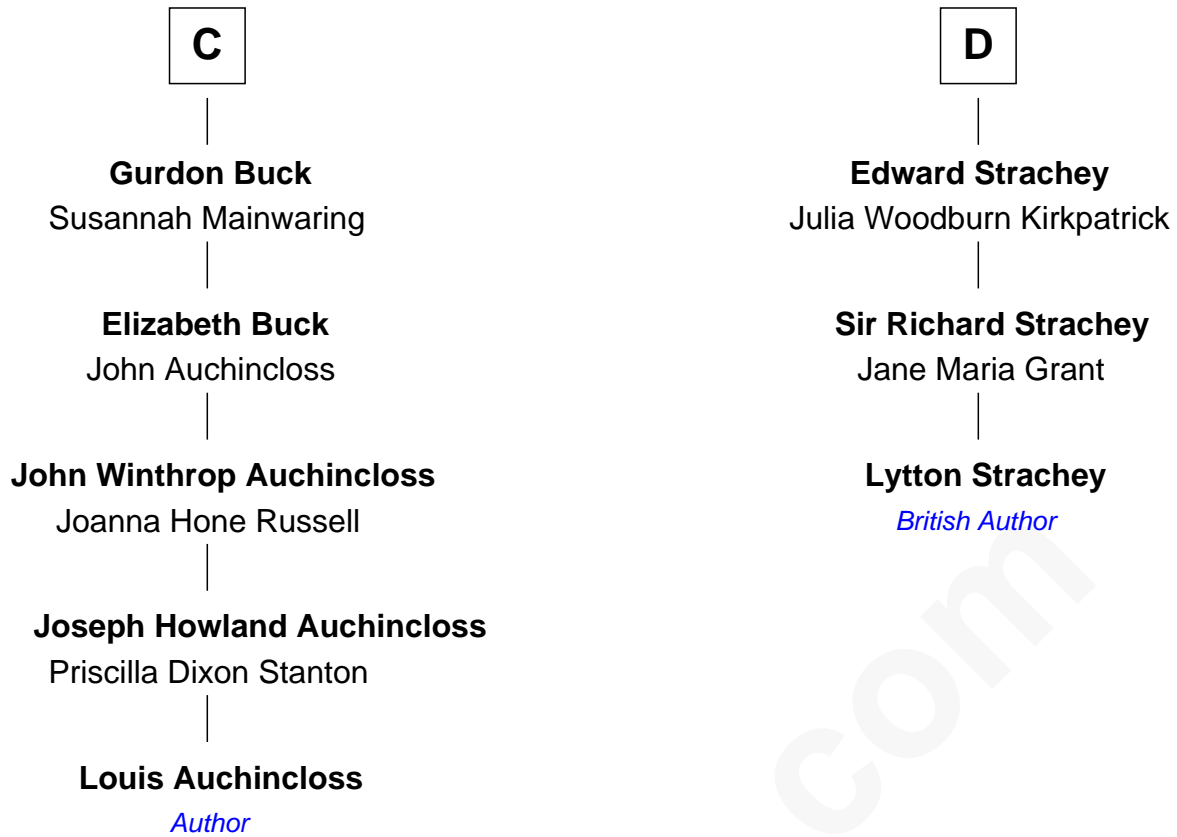 C
Gurdon Buck
Susannah Mainwaring
Elizabeth Buck
John Auchincloss
John Winthrop Auchincloss
Joanna Hone Russell
Joseph Howland Auchincloss
Priscilla Dixon Stanton
Louis Auchincloss
Author
D
Edward Strachey
Julia Woodburn Kirkpatrick
Sir Richard Strachey
Jane Maria Grant
Lytton Strachey
British Author
com